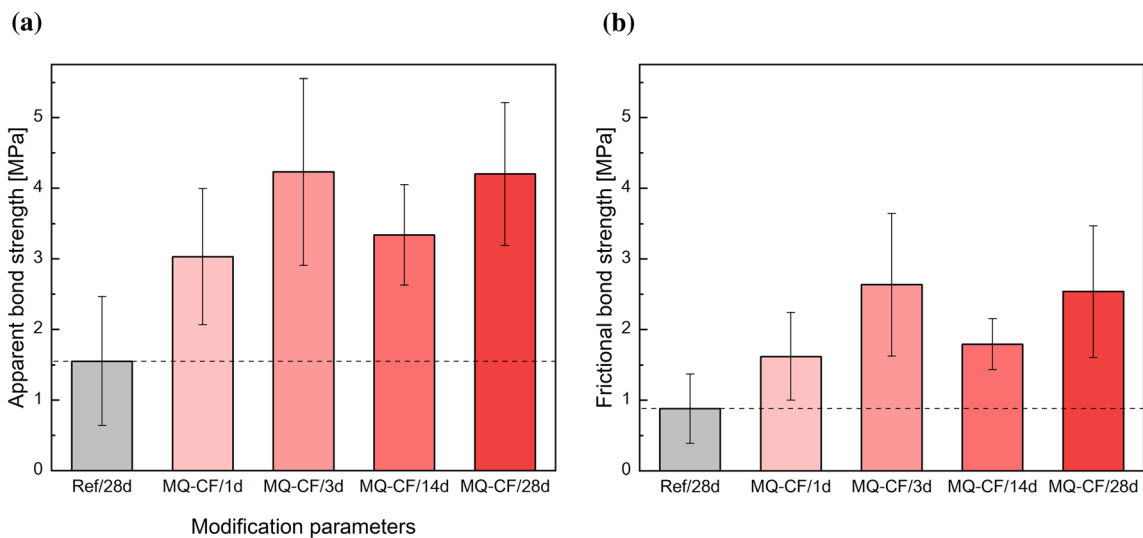 (a)
Apparent bond strength [MPa]
5
4
3
2
1
0
Ref/28d MQ-CF/1d MQ-CF/3d MQ-CF/14d MQ-CF/28d
Modification parameters
(b)
Frictional bond strength [MPa]
5
4
3
2
1
0
Ref/28d MQ-CF/1d MQ-CF/3d MQ-CF/14d MQ-CF/28d